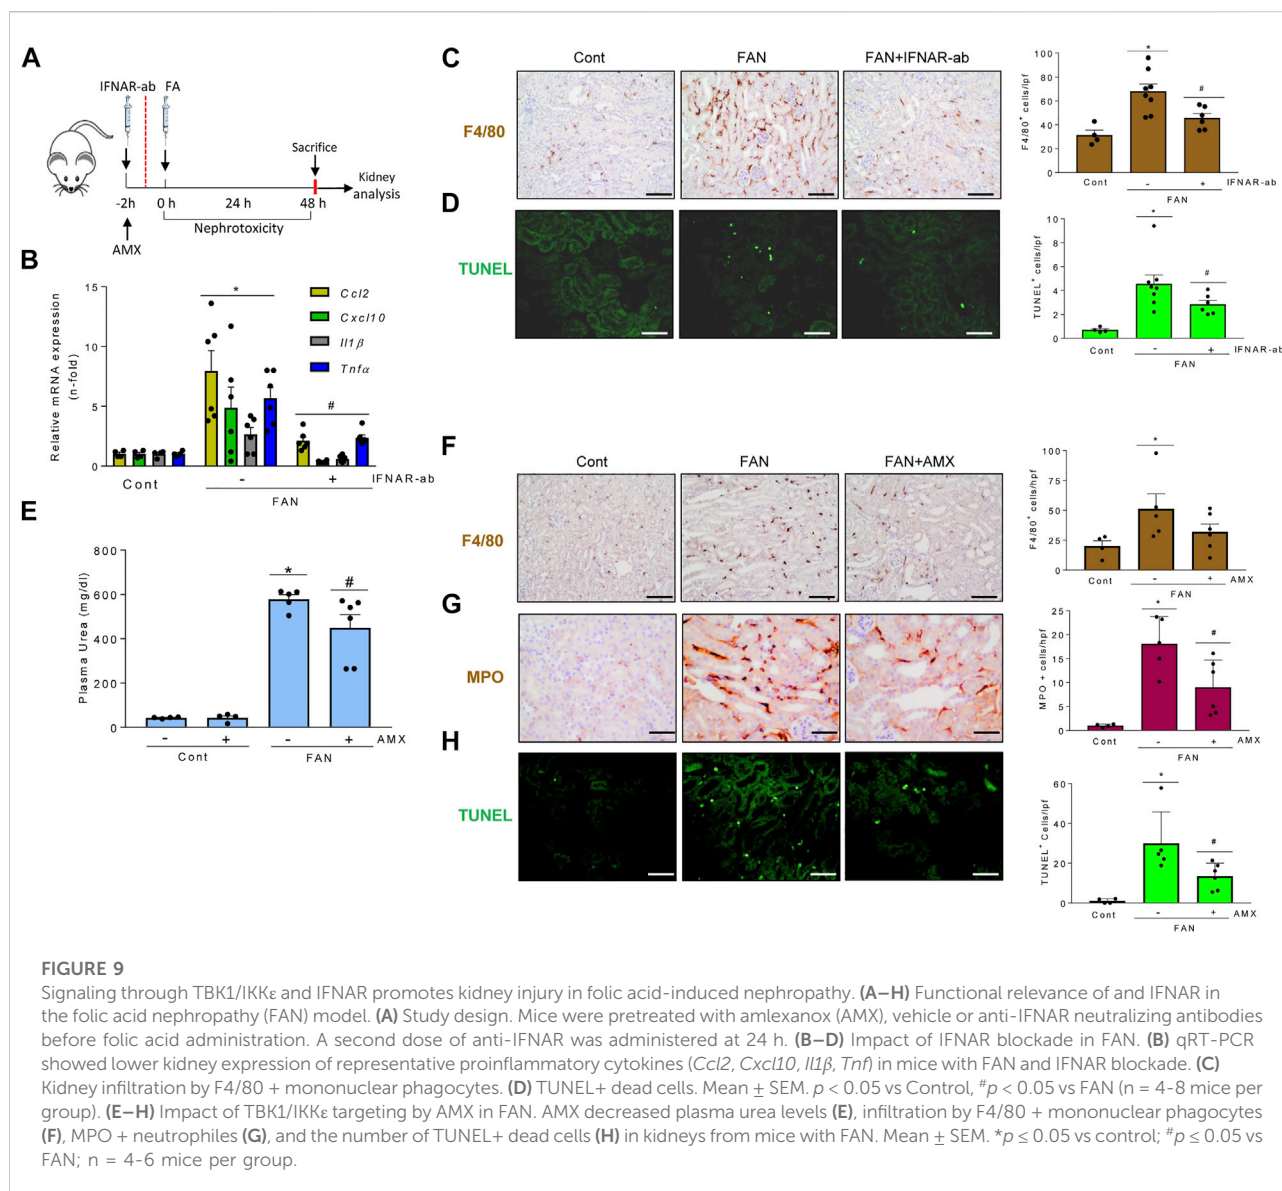 A
IFNAR-ab FA
Sacrifice
Kidney
analysis
-2h 0 h 24 h 48 h
Nephrotoxicity
AMX
B
Relative mRNA expression
(n-fold)
15
10
5
0
*
#
Ccl2
Cxcl10
Il1β
Tnfα
Cont - + IFNAR-ab
FAN
C
Cont FAN FAN+IFNAR-ab
F4/80
F4/80+ cells/lpf
100
80
60
40
20
0
*
#
Cont - + IFNAR-ab
FAN
D
TUNEL
TUNEL+ cells/lpf
10
8
6
4
2
0
*
#
Cont - + IFNAR-ab
FAN
E
Plasma Urea (mg/dl)
800
600
400
200
0
*
#
- + - + AMX
Cont FAN
F
Cont FAN FAN+AMX
F4/80
F4/80+ cells/hpf
100
75
50
25
0
*
Cont - + AMX
FAN
G
MPO
MPO + cells/hpf
25
20
15
10
5
0
*
#
Cont - + AMX
FAN
H
TUNEL
TUNEL+ Cells/lpf
60
40
20
0
*
#
Cont - + AMX
FAN
FIGURE 9
Signaling through TBK1/IKKε and IFNAR promotes kidney injury in folic acid-induced nephropathy. (A–H) Functional relevance of and IFNAR in
the folic acid nephropathy (FAN) model. (A) Study design. Mice were pretreated with amlexanox (AMX), vehicle or anti-IFNAR neutralizing antibodies
before folic acid administration. A second dose of anti-IFNAR was administered at 24 h. (B–D) Impact of IFNAR blockade in FAN. (B) qRT-PCR
showed lower kidney expression of representative proinflammatory cytokines (Ccl2, Cxcl10, Il1β, Tnf) in mice with FAN and IFNAR blockade. (C)
Kidney infiltration by F4/80 + mononuclear phagocytes. (D) TUNEL+ dead cells. Mean ± SEM. p < 0.05 vs Control, #p < 0.05 vs FAN (n = 4-8 mice per
group). (E–H) Impact of TBK1/IKKε targeting by AMX in FAN. AMX decreased plasma urea levels (E), infiltration by F4/80 + mononuclear phagocytes
(F), MPO + neutrophiles (G), and the number of TUNEL+ dead cells (H) in kidneys from mice with FAN. Mean ± SEM. *p ≤ 0.05 vs control; #p ≤ 0.05 vs
FAN; n = 4-6 mice per group.